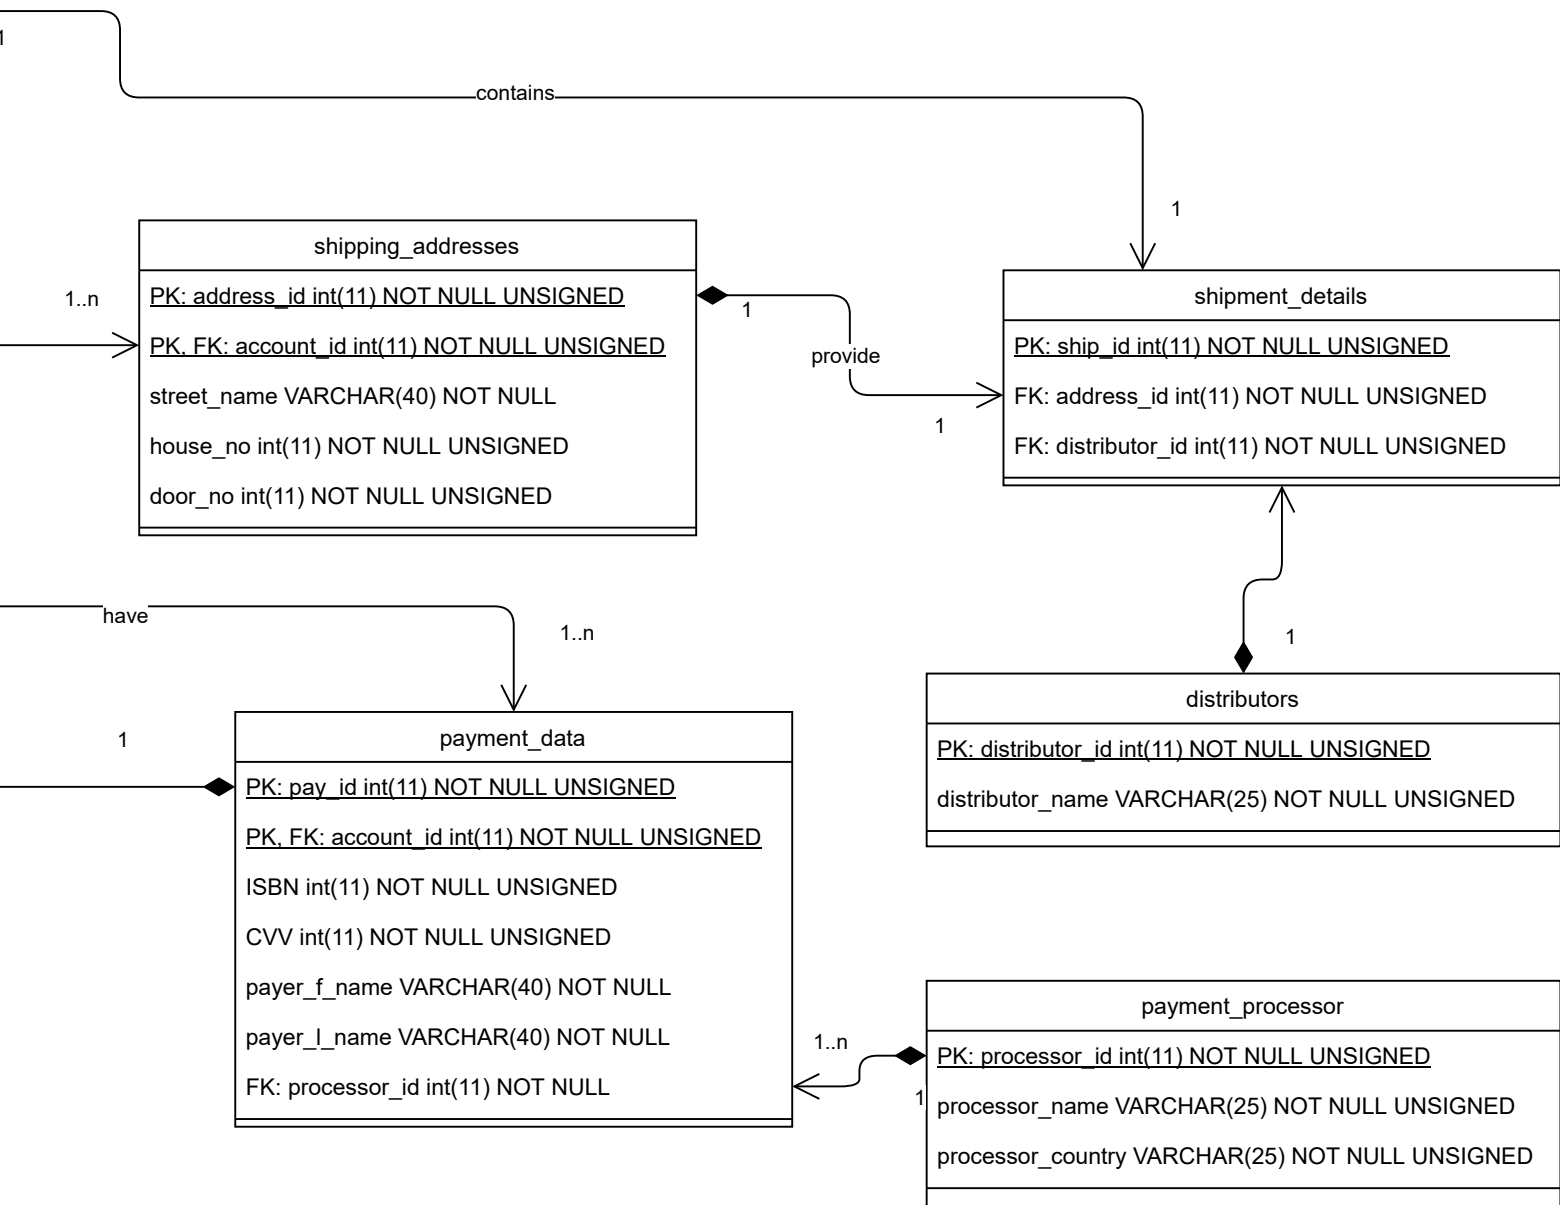 1
contains
1
shipping_addresses
PK: address_id int(11) NOT NULL UNSIGNED
PK, FK: account_id int(11) NOT NULL UNSIGNED
street_name VARCHAR(40) NOT NULL
house_no int(11) NOT NULL UNSIGNED
door_no int(11) NOT NULL UNSIGNED
1..n
1
provide
1
shipment_details
PK: ship_id int(11) NOT NULL UNSIGNED
FK: address_id int(11) NOT NULL UNSIGNED
FK: distributor_id int(11) NOT NULL UNSIGNED
have
1..n
1
1
payment_data
PK: pay_id int(11) NOT NULL UNSIGNED
PK, FK: account_id int(11) NOT NULL UNSIGNED
ISBN int(11) NOT NULL UNSIGNED
CVV int(11) NOT NULL UNSIGNED
payer_f_name VARCHAR(40) NOT NULL
payer_l_name VARCHAR(40) NOT NULL
FK: processor_id int(11) NOT NULL
distributors
PK: distributor_id int(11) NOT NULL UNSIGNED
distributor_name VARCHAR(25) NOT NULL UNSIGNED
1..n
1
payment_processor
PK: processor_id int(11) NOT NULL UNSIGNED
processor_name VARCHAR(25) NOT NULL UNSIGNED
processor_country VARCHAR(25) NOT NULL UNSIGNED